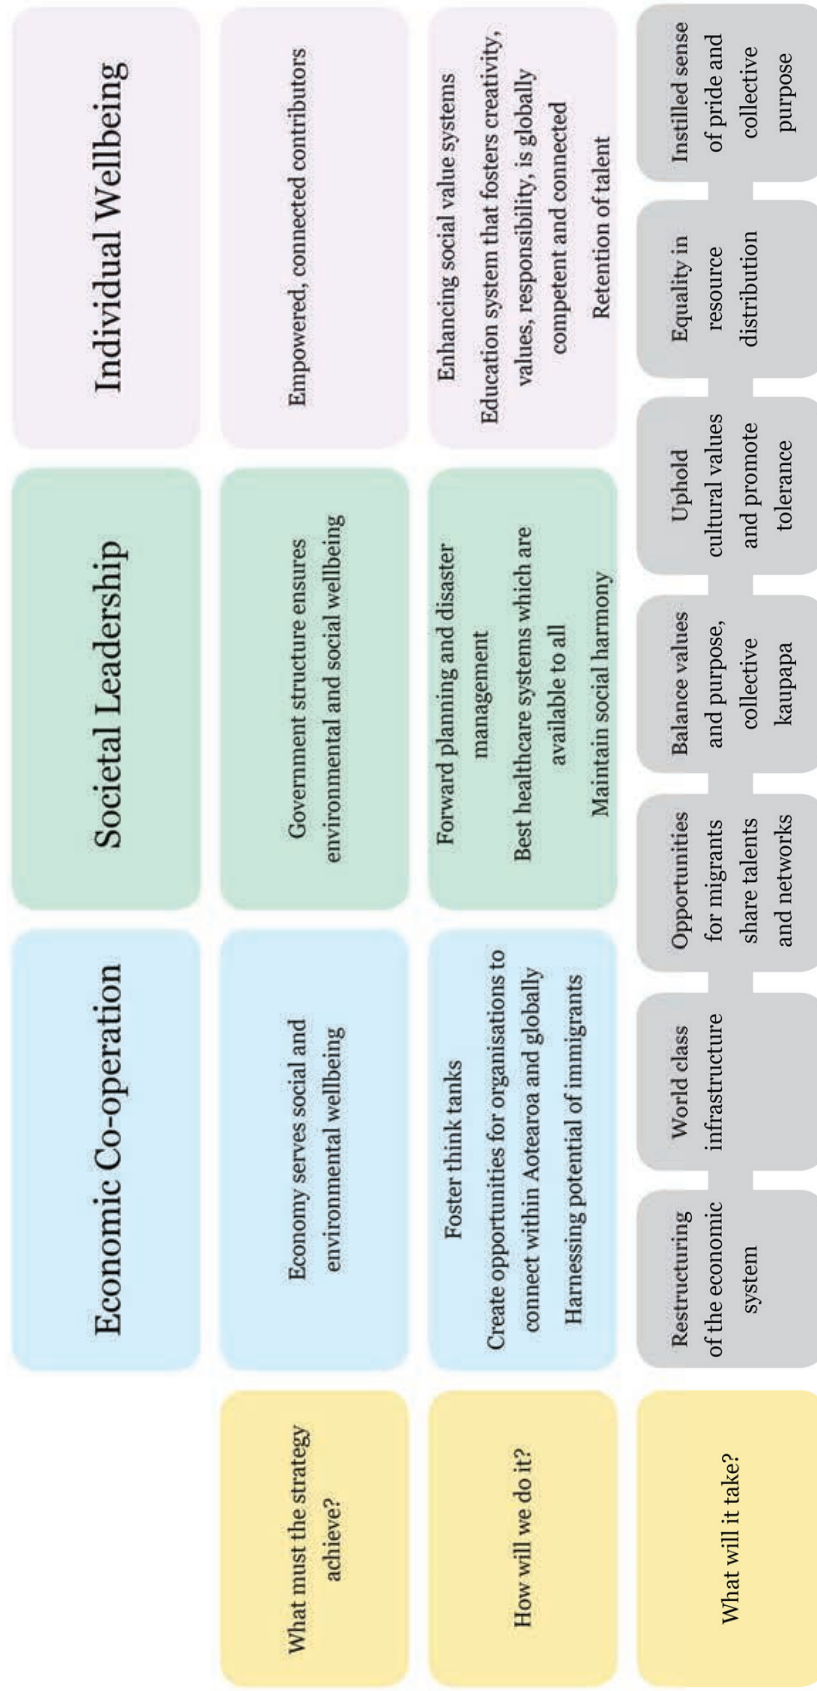 Economic Co-operation
Societal Leadership
Individual Wellbeing
What must the strategy
achieve?
Economy serves social and
environmental wellbeing
Government structure ensures
environmental and social wellbeing
Empowered, connected contributors
How will we do it?
Foster think tanks
Create opportunities for organisations to
connect within Aotearoa and globally
Harnessing potential of immigrants
Forward planning and disaster
management
Best healthcare systems which are
available to all
Maintain social harmony
Enhancing social value systems
Education system that fosters creativity,
values, responsibility, is globally
competent and connected
Retention of talent
What will it take?
Restructuring
of the economic
system
World class
infrastructure
Opportunities
for migrants
share talents
and networks
Balance values
and purpose,
collective
kaupapa
Uphold
cultural values
and promote
tolerance
Equality in
resource
distribution
Instilled sense
of pride and
collective
purpose